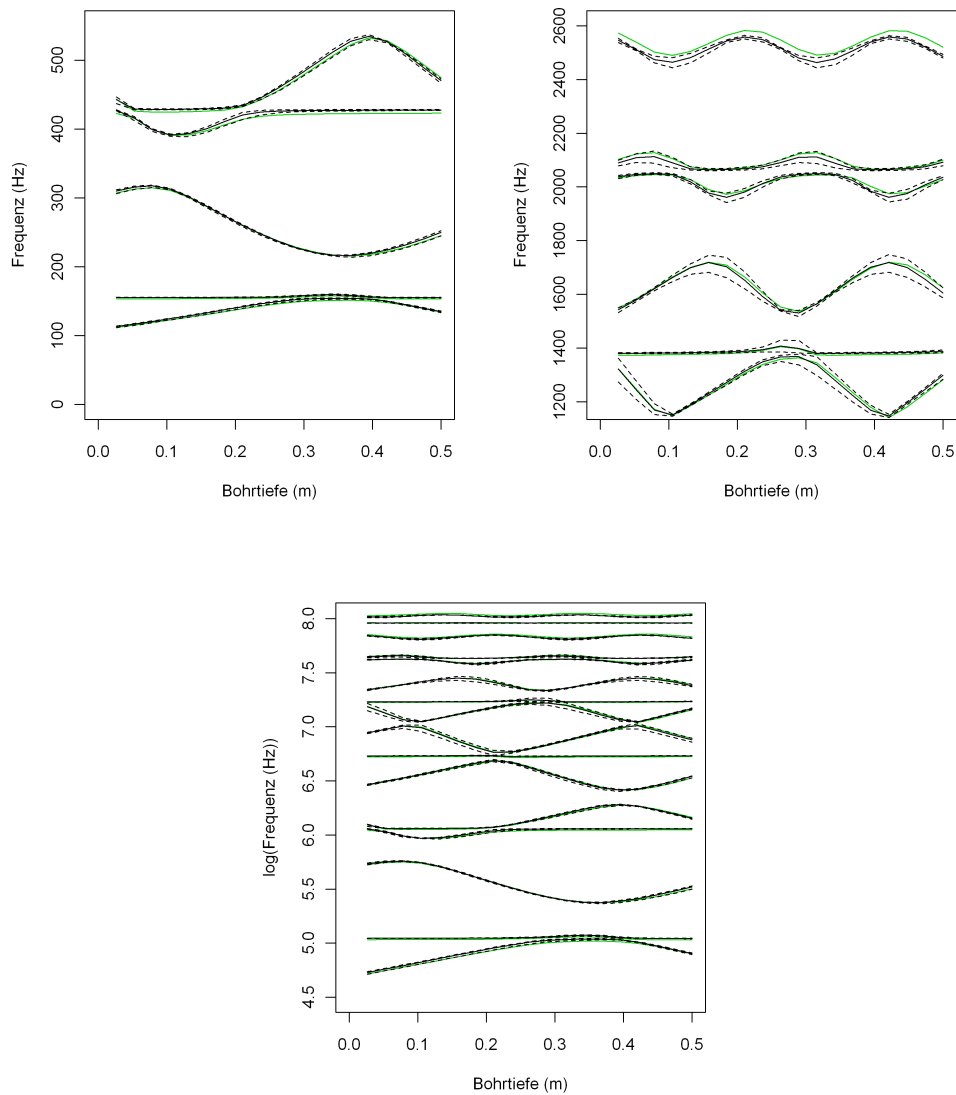 Frequenz (Hz)
0
100
200
300
400
500
0.0 0.1 0.2 0.3 0.4 0.5
Bohrtiefe (m)
Frequenz (Hz)
1200 1400 1600 1800 2000 2200 2400 2600
0.0 0.1 0.2 0.3 0.4 0.5
Bohrtiefe (m)
log(Frequenz (Hz))
4.5 5.0 5.5 6.0 6.5 7.0 7.5 8.0
0.0 0.1 0.2 0.3 0.4 0.5
Bohrtiefe (m)